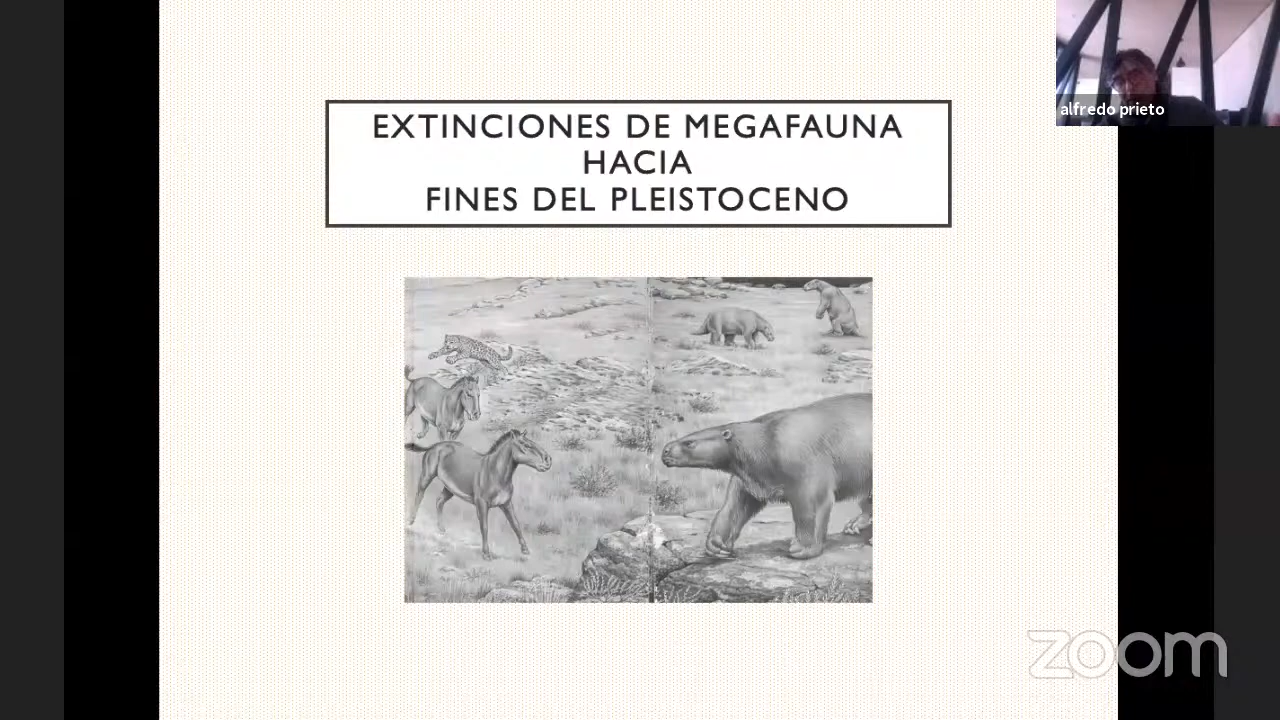 EXTINCIONES DE MEGAFAUNA
HACIA
FINES DEL PLEISTOCENO
alfredo prieto
zoom